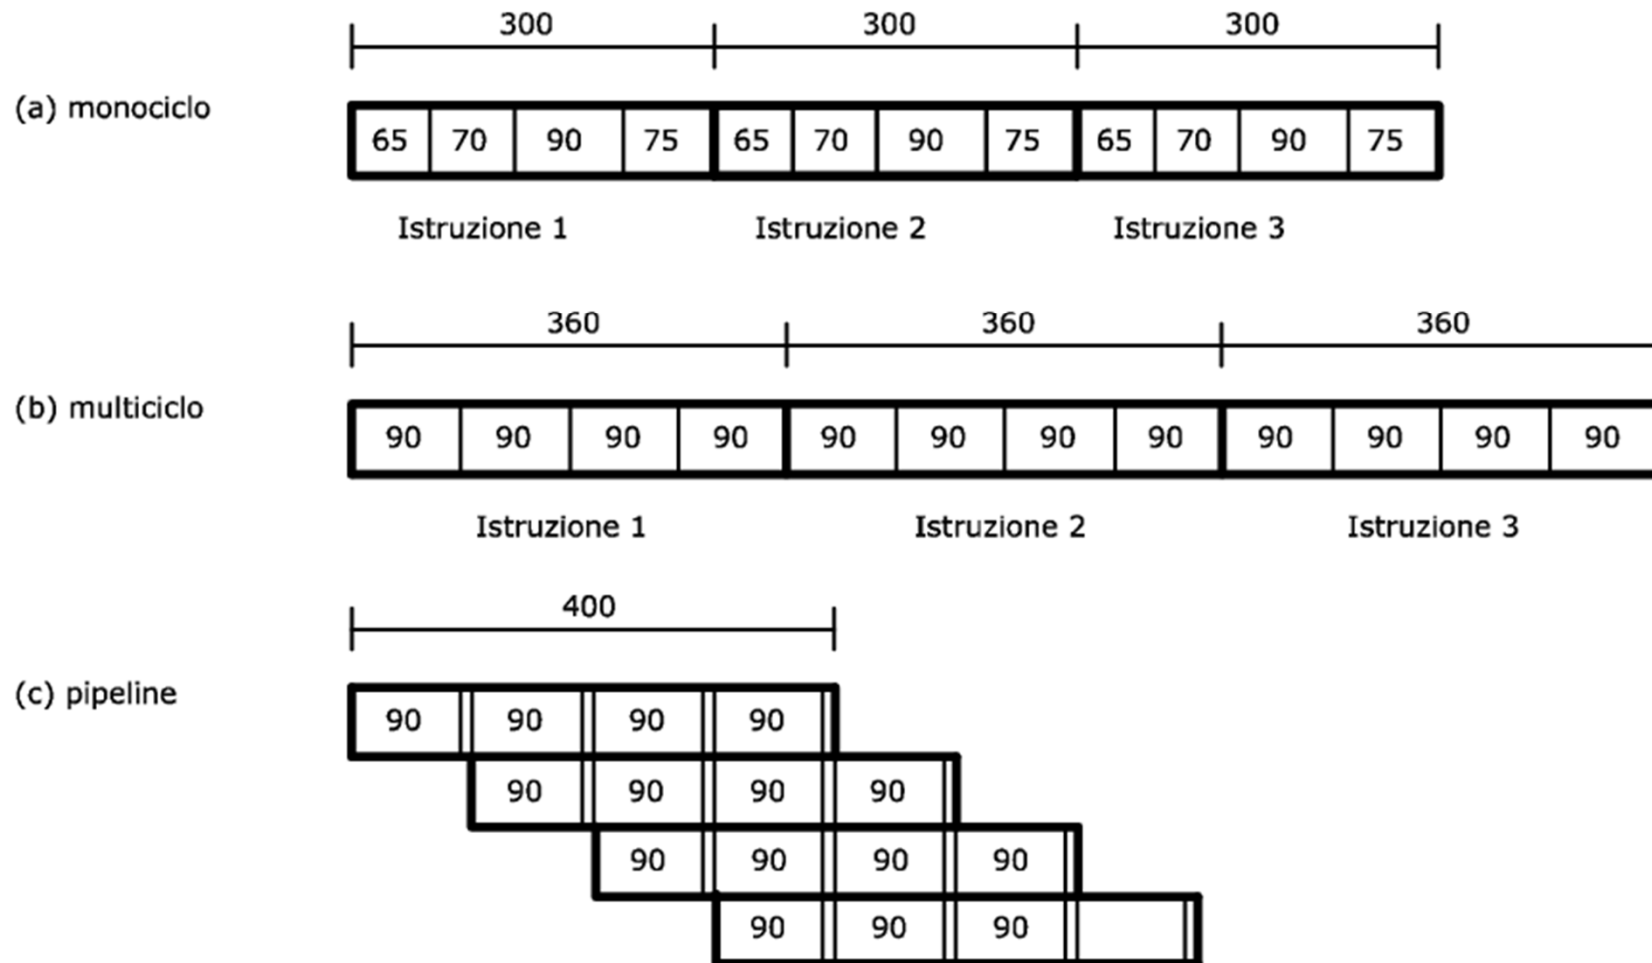 300 300 300
(a) monociclo
65 70 90 75 65 70 90 75 65 70 90 75
Istruzione 1 Istruzione 2 Istruzione 3
360 360 360
(b) multiciclo
90 90 90 90 90 90 90 90 90 90 90 90
Istruzione 1 Istruzione 2 Istruzione 3
400
(c) pipeline
90 90 90 90
90 90 90 90
90 90 90 90
90 90 90